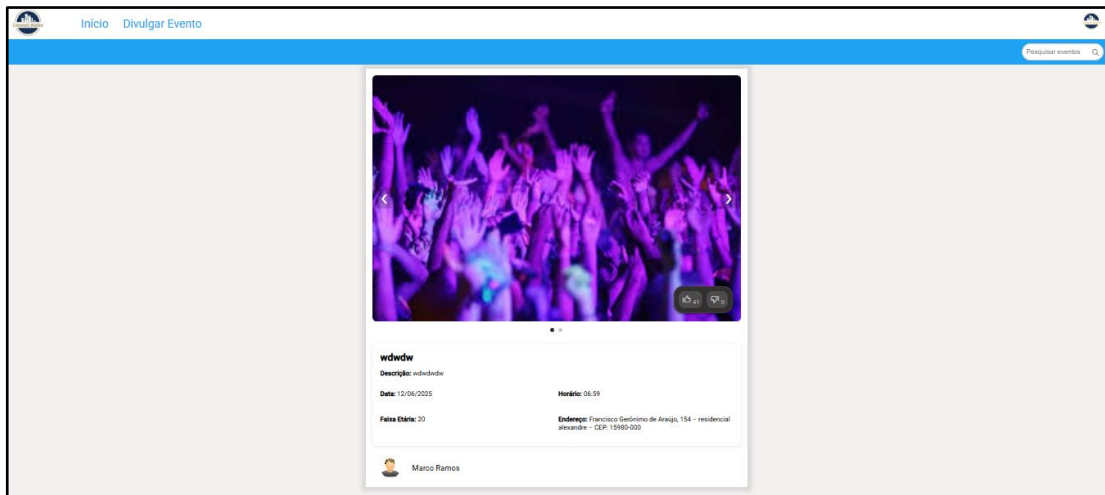 Inicio Divulgar Evento
Pesquisar eventos
wdwdw
Descrição: wdwdwdw
Data: 12/06/2025 Horário: 06:59
Faixa Etária: 20 Endereço: Francisco Gerônimo de Araújo, 154 – residencial
alexandre – CEP: 15980-000
Marco Ramos